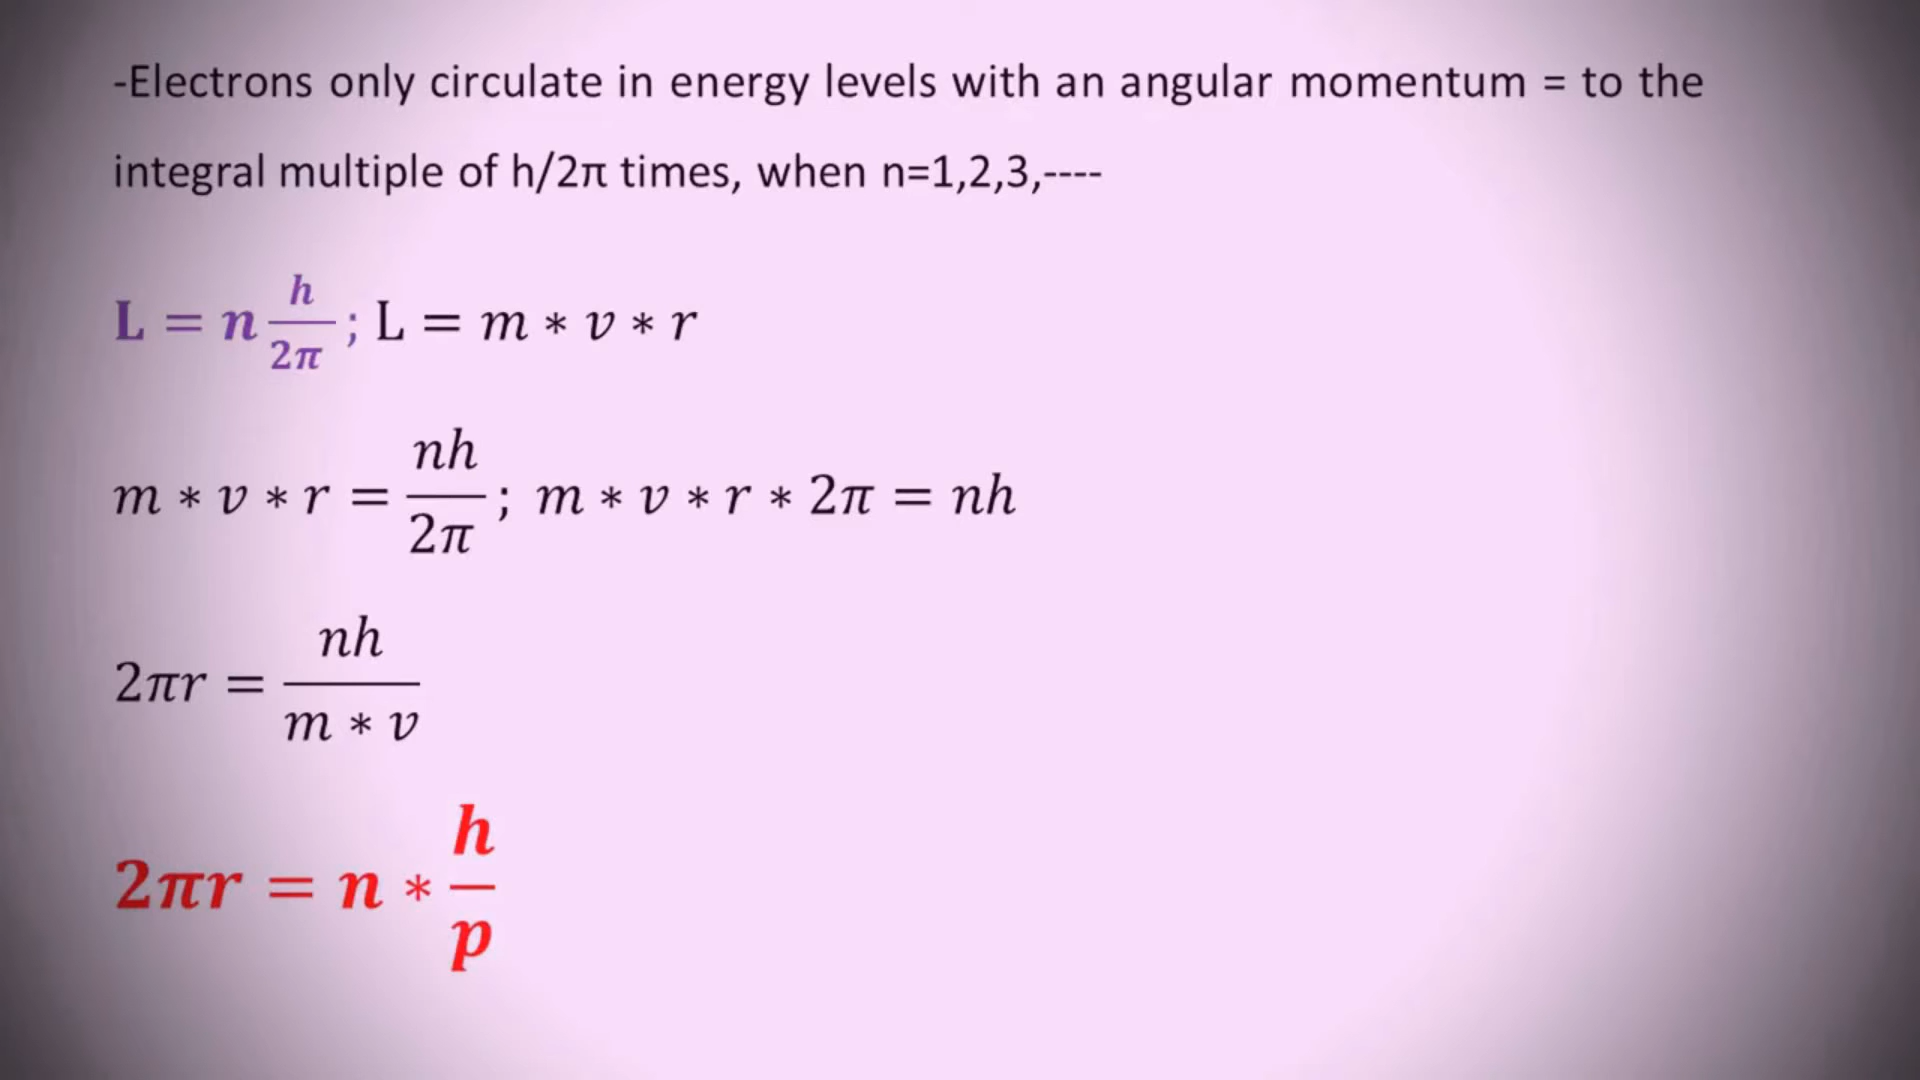 -Electrons only circulate in energy levels with an angular momentum = to the
integral multiple of h/2π times, when n=1,2,3,----
L = n h/2π ; L = m ∗ v ∗ r
m ∗ v ∗ r = nh/2π ; m ∗ v ∗ r ∗ 2π = nh
2πr = nh/m ∗ v
2πr = n ∗ h/p